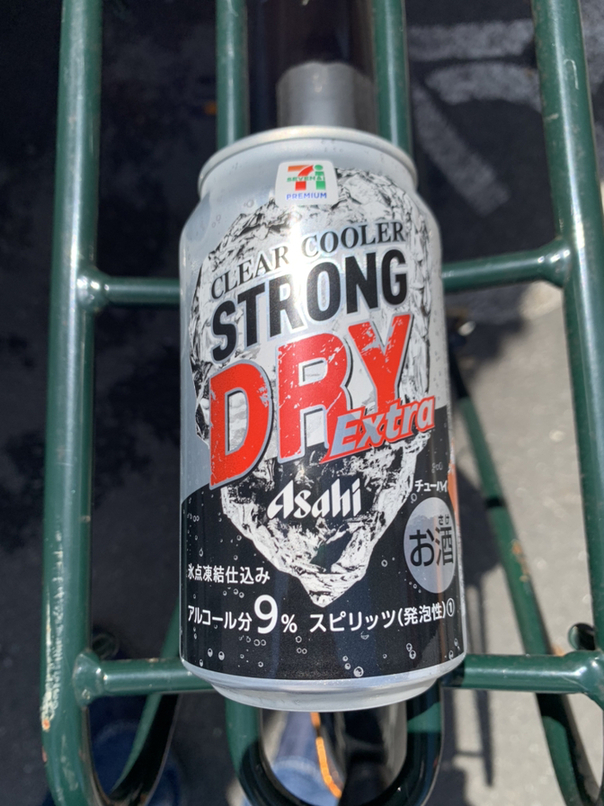 SEVEN&i
PREMIUM
CLEAR COOLER
STRONG
DRY
Extra
Asahi
チューハイ
さけ
お酒
氷点凍結仕込み
アルコール分9% スピリッツ(発泡性)①